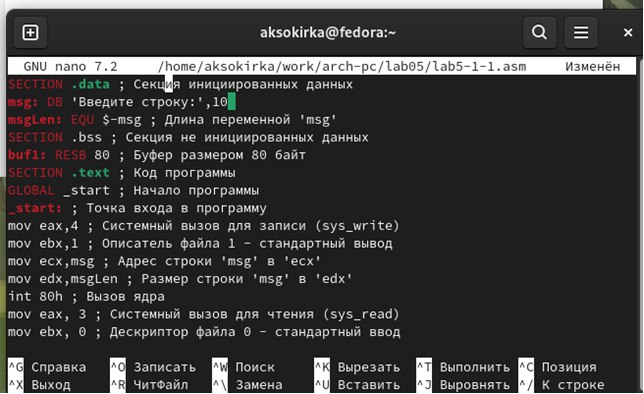 aksokirka@fedora:~
GNU nano 7.2 /home/aksokirka/work/arch-pc/lab05/lab5-1-1.asm Изменён
SECTION .data ; Секция инициированных данных
msg: DB 'Введите строку:',10
msgLen: EQU $-msg ; Длина переменной 'msg'
SECTION .bss ; Секция не инициированных данных
buf1: RESB 80 ; Буфер размером 80 байт
SECTION .text ; Код программы
GLOBAL _start ; Начало программы
_start: ; Точка входа в программу
mov eax,4 ; Системный вызов для записи (sys_write)
mov ebx,1 ; Описатель файла 1 - стандартный вывод
mov ecx,msg ; Адрес строки 'msg' в 'ecx'
mov edx,msgLen ; Размер строки 'msg' в 'edx'
int 80h ; Вызов ядра
mov eax, 3 ; Системный вызов для чтения (sys_read)
mov ebx, 0 ; Дескриптор файла 0 - стандартный ввод
^G Справка ^O Записать ^W Поиск ^K Вырезать ^T Выполнить ^C Позиция
^X Выход ^R ЧитФайл ^\ Замена ^U Вставить ^J Выровнять ^/ К строке